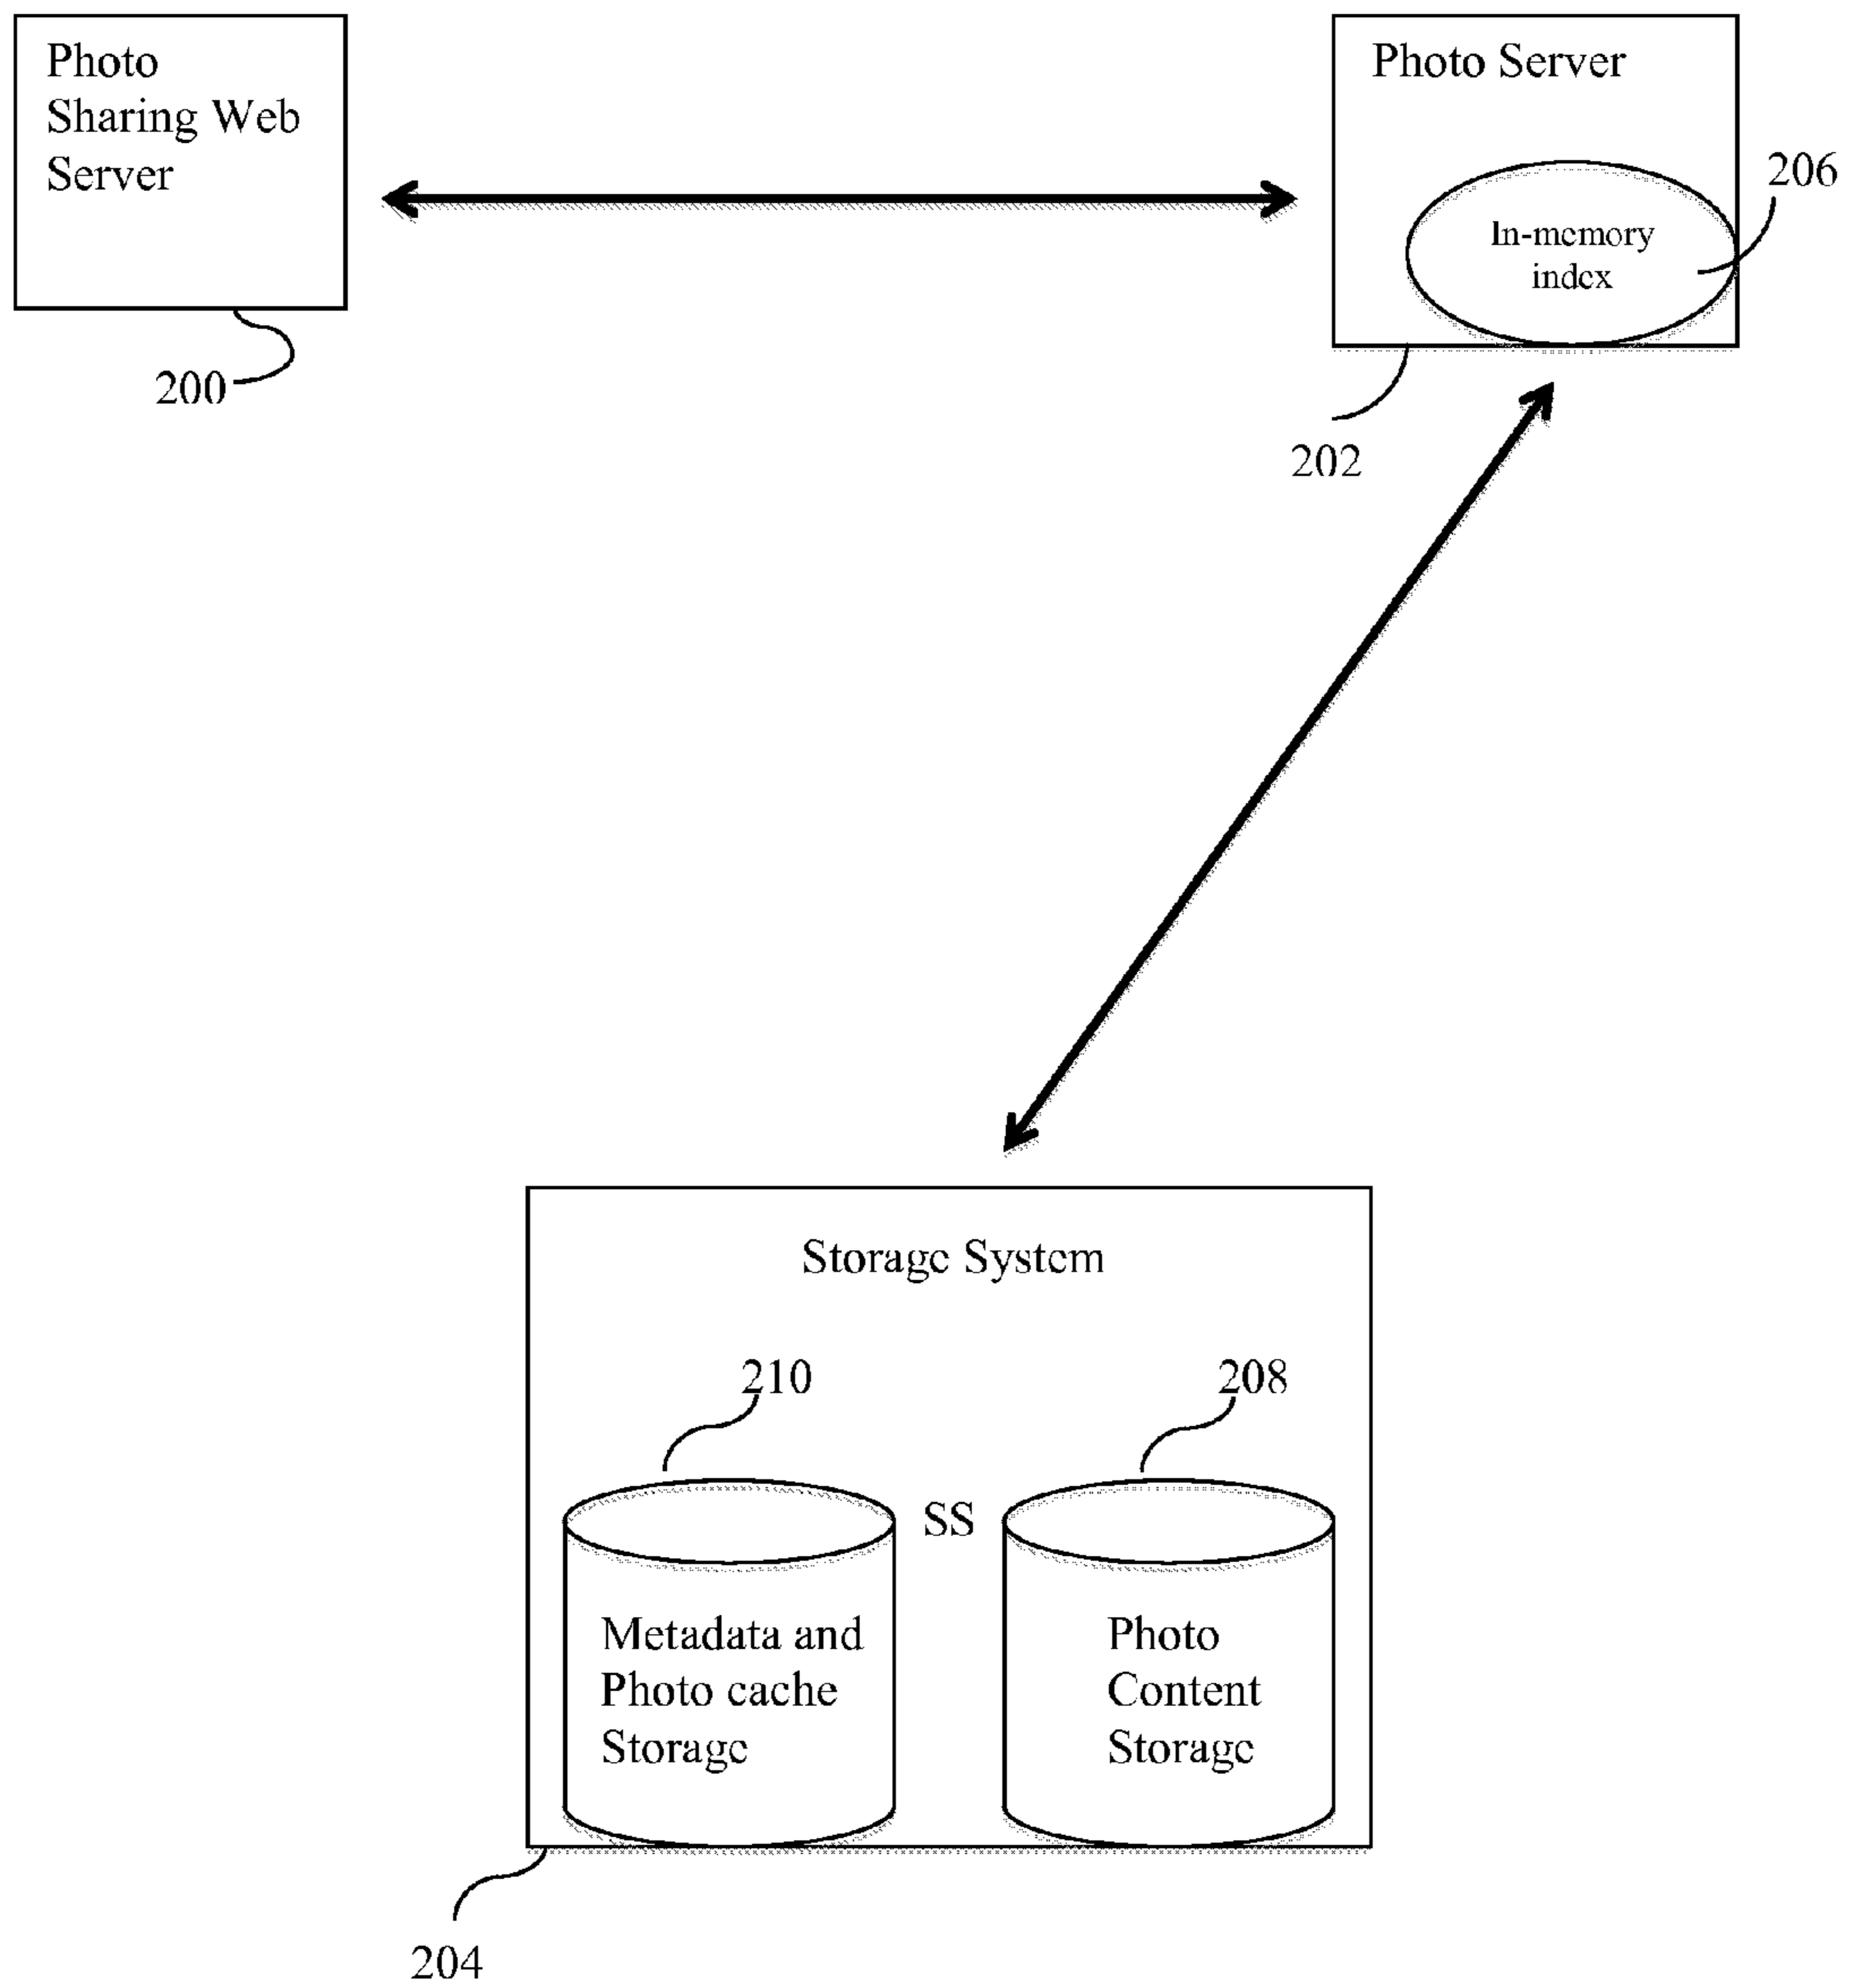 Photo
Sharing Web
Server
200
Photo Server
In-memory
index
206
202
Storage System
210
208
SS
Metadata and
Photo cache
Storage
Photo
Content
Storage
204